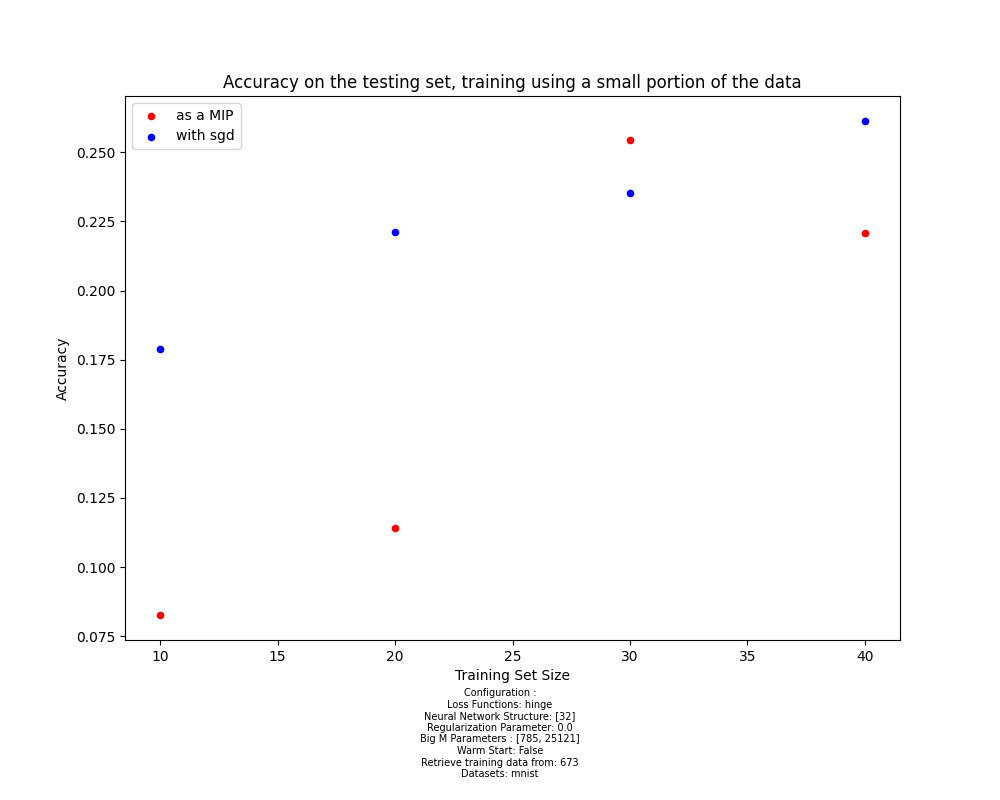 Accuracy on the testing set, training using a small portion of the data
as a MIP
with sgd
0.250
0.225
0.200
0.175
0.150
0.125
0.100
0.075
Accuracy
10 15 20 25 30 35 40
Training Set Size
Configuration :
Loss Functions: hinge
Neural Network Structure: [32]
Regularization Parameter: 0.0
Big M Parameters : [785, 25121]
Warm Start: False
Retrieve training data from: 673
Datasets: mnist